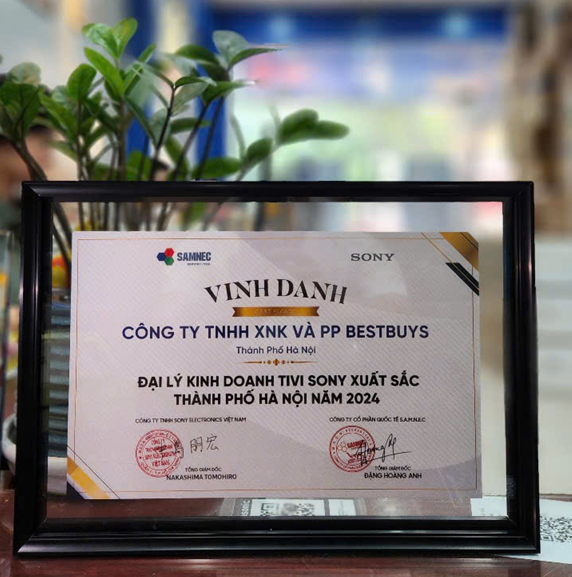 SAMNEC
SONY
VINH DANH
CÔNG TY TNHH XNK VÀ PP BESTBUYS
Thành Phố Hà Nội
ĐẠI LÝ KINH DOANH TIVI SONY XUẤT SẮC
THÀNH PHỐ HÀ NỘI NĂM 2024
CÔNG TY TNHH SONY ELECTRONICS VIỆT NAM
CÔNG TY CỔ PHẦN QUỐC TẾ S.A.M.N.E.C
TỔNG GIÁM ĐỐC
NAKASHIMA TOMOHIRO
TỔNG GIÁM ĐỐC
ĐẶNG HOÀNG ANH